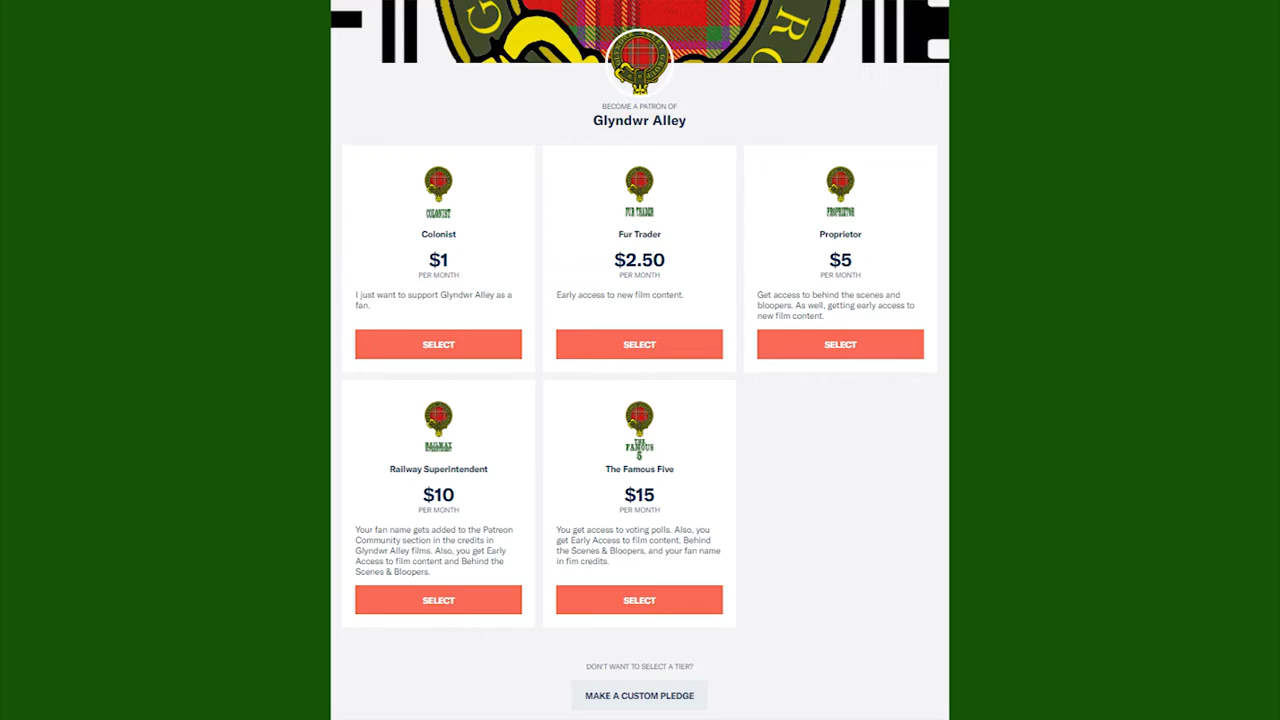 G
R
BECOME A PATRON OF
Glyndwr Alley
COLONIST
Colonist
$1
PER MONTH
I just want to support Glyndwr Alley as a
fan.
SELECT
FUR TRADER
Fur Trader
$2.50
PER MONTH
Early access to new film content.
SELECT
PROPRIETOR
Proprietor
$5
PER MONTH
Get access to behind the scenes and
bloopers. As well, getting early access to
new film content.
SELECT
RAILWAY
Railway Superintendent
$10
PER MONTH
Your fan name gets added to the Patreon
Community section in the credits in
Glyndwr Alley films. Also, you get Early
Access to film content and Behind the
Scenes & Bloopers.
SELECT
THE
FAMOUS
5
The Famous Five
$15
PER MONTH
You get access to voting polls. Also, you
get Early Access to film content, Behind
the Scenes & Bloopers, and your fan name
in fim credits.
SELECT
DON'T WANT TO SELECT A TIER?
MAKE A CUSTOM PLEDGE